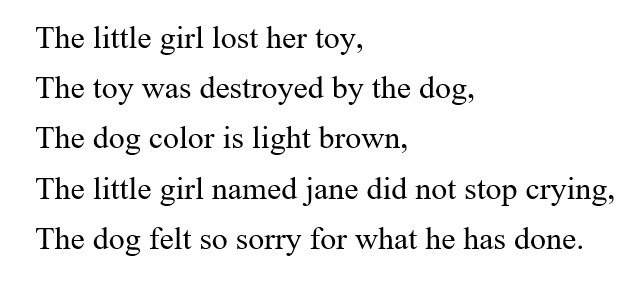 The little girl lost her toy,
The toy was destroyed by the dog,
The dog color is light brown,
The little girl named jane did not stop crying,
The dog felt so sorry for what he has done.